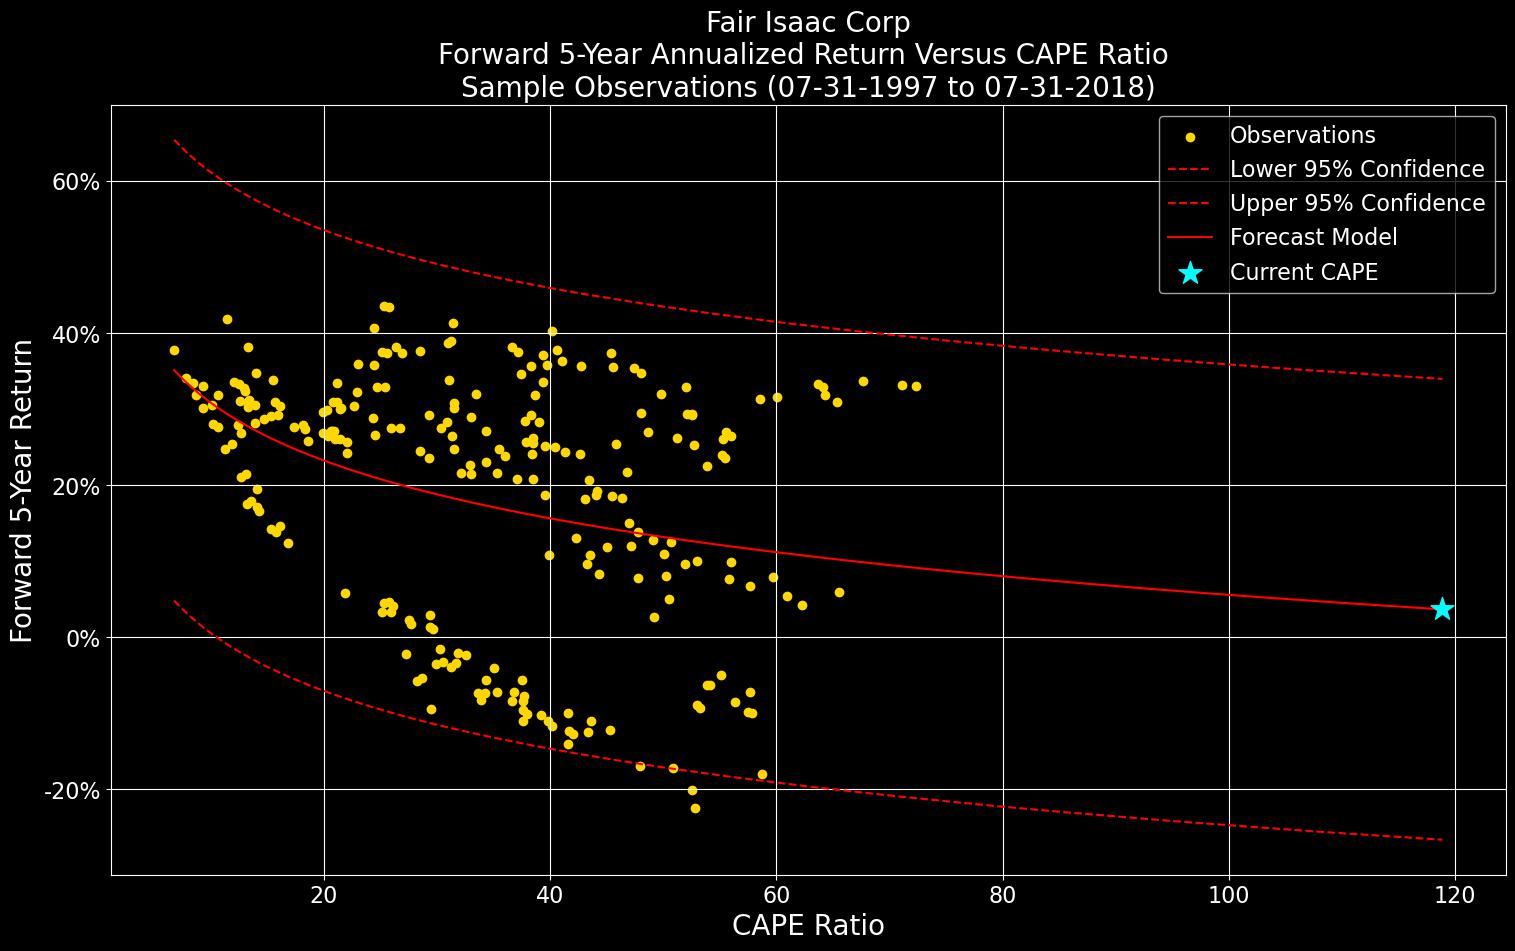 Fair Isaac Corp
Forward 5-Year Annualized Return Versus CAPE Ratio
Sample Observations (07-31-1997 to 07-31-2018)
Observations
Lower 95% Confidence
Upper 95% Confidence
Forecast Model
Current CAPE
Forward 5-Year Return
60%
40%
20%
0%
-20%
20 40 60 80 100 120
CAPE Ratio